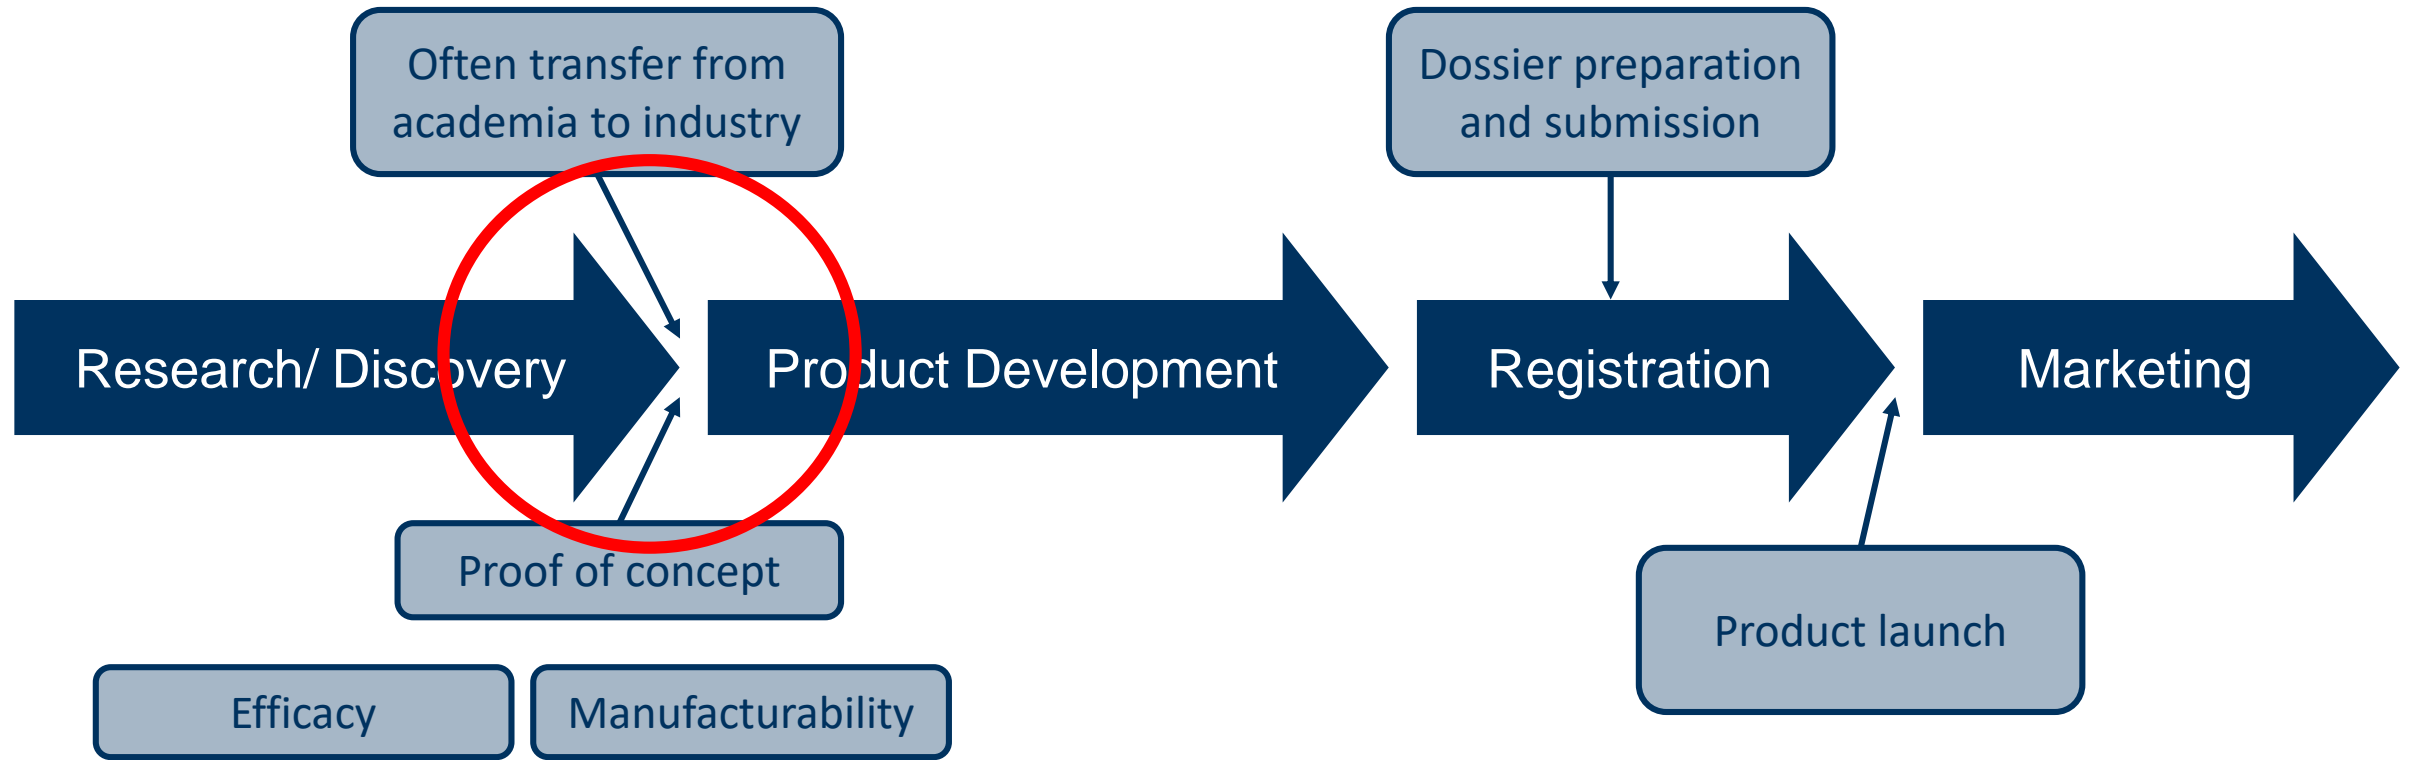 Often transfer from
academia to industry
Dossier preparation
and submission
Research/ Discovery
Product Development
Registration
Marketing
Proof of concept
Product launch
Efficacy
Manufacturability